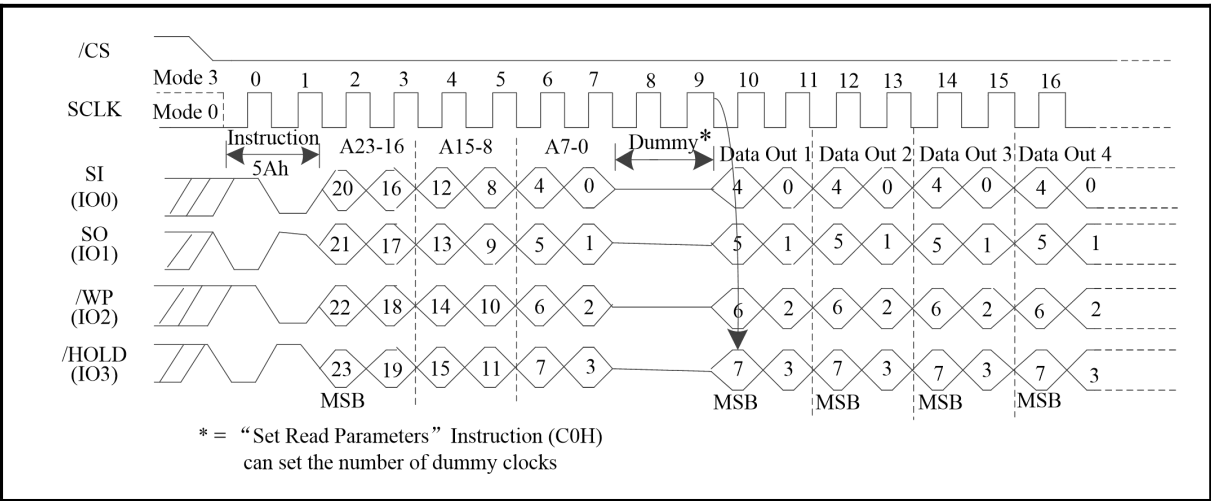 /CS
Mode 3 0 1 2 3 4 5 6 7 8 9 10 11 12 13 14 15 16
SCLK Mode 0
Instruction A23-16 A15-8 A7-0 Dummy* Data Out 1 Data Out 2 Data Out 3 Data Out 4
5Ah
SI
(IO0) 20 16 12 8 4 0 4 0 4 0 4 0 4 0
SO
(IO1) 21 17 13 9 5 1 5 1 5 1 5 1 5 1
/WP
(IO2) 22 18 14 10 6 2 6 2 6 2 6 2 6 2
/HOLD
(IO3) 23 19 15 11 7 3 7 3 7 3 7 3 7 3
MSB MSB MSB MSB MSB
* = “Set Read Parameters” Instruction (C0H)
can set the number of dummy clocks